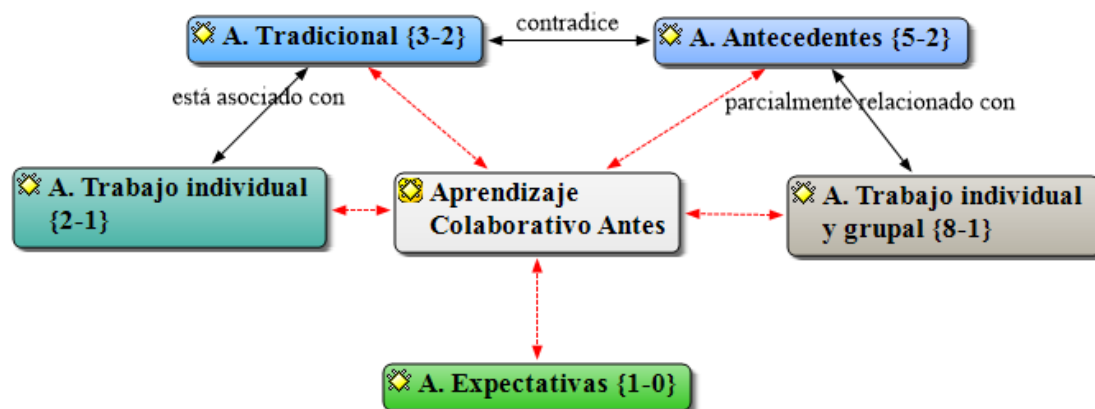 A. Tradicional {3-2}
contradice
A. Antecedentes {5-2}
está asociado con
parcialmente relacionado con
A. Trabajo individual
{2-1}
Aprendizaje
Colaborativo Antes
A. Trabajo individual
y grupal {8-1}
A. Expectativas {1-0}